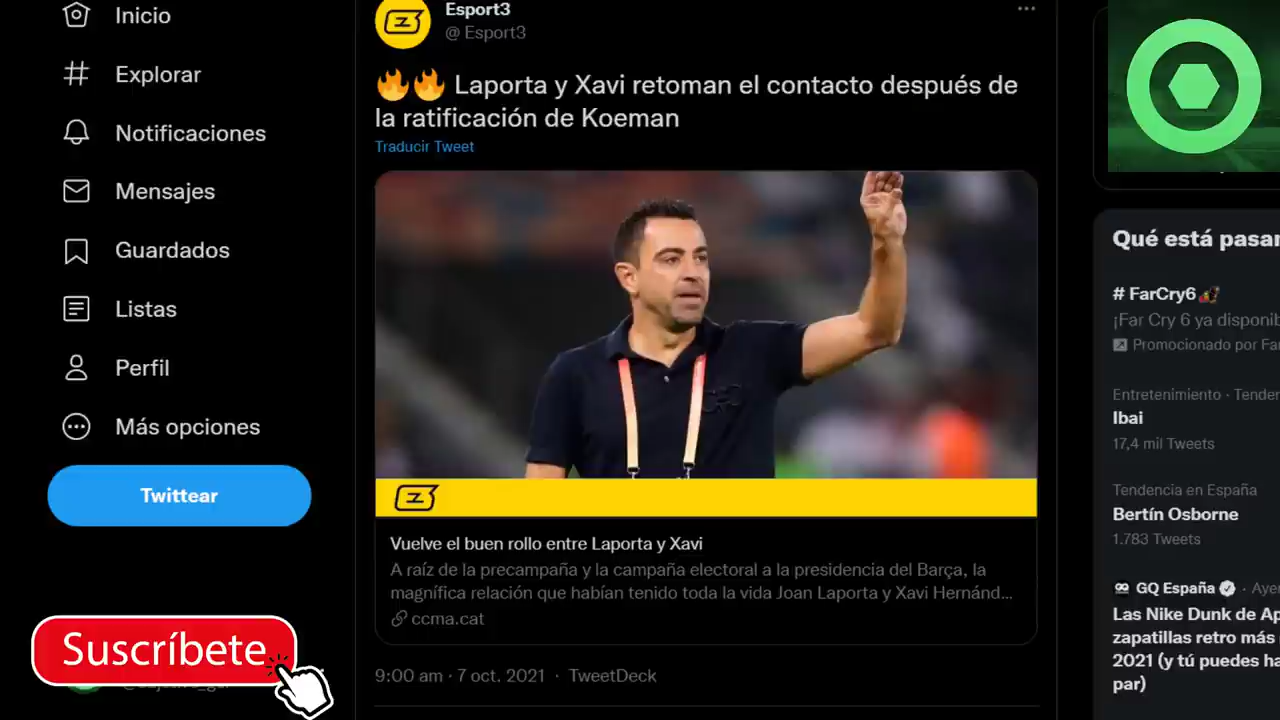 Inicio
Explorar
Notificaciones
Mensajes
Guardados
Listas
Perfil
Más opciones
Twittear
Suscríbete
Esport3
@ Esport3
🔥🔥 Laporta y Xavi retoman el contacto después de
la ratificación de Koeman
Traducir Tweet
Vuelve el buen rollo entre Laporta y Xavi
A raíz de la precampaña y la campaña electoral a la presidencia del Barça, la
magnífica relación que habían tenido toda la vida Joan Laporta y Xavi Hernánd...
ccma.cat
9:00 am · 7 oct. 2021 · TweetDeck
Qué está pasan
# FarCry6
¡Far Cry 6 ya disponib
Promocionado por Far
Entretenimiento · Tenden
Ibai
17,4 mil Tweets
Tendencia en España
Bertín Osborne
1.783 Tweets
GQ España · Aye
Las Nike Dunk de Ap
zapatillas retro más
2021 (y tú puedes ha
par)